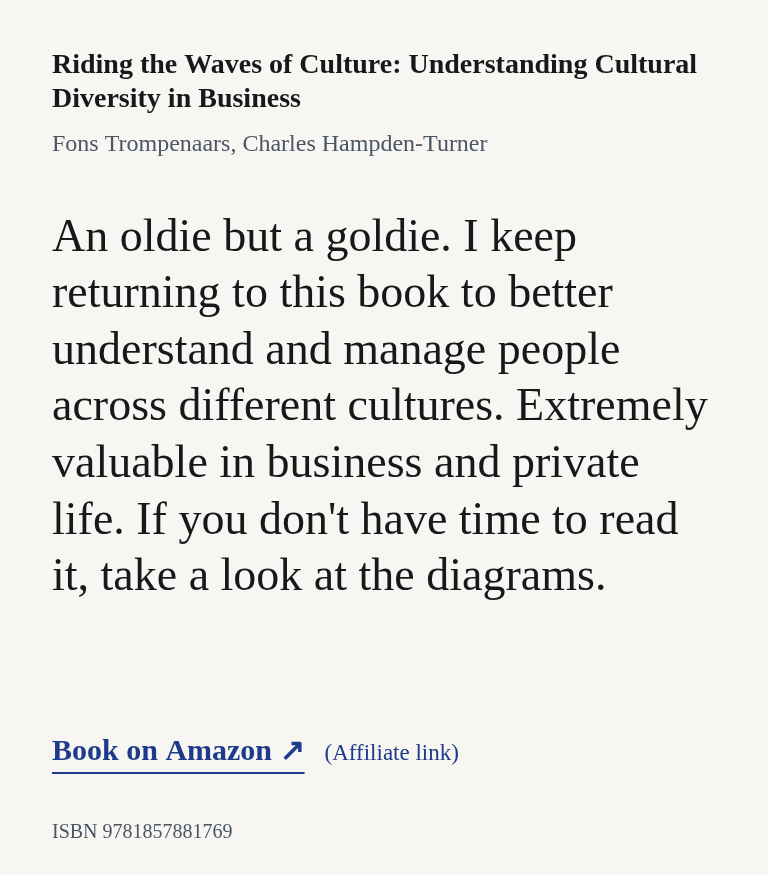 Riding the Waves of Culture: Understanding Cultural
Diversity in Business
Fons Trompenaars, Charles Hampden-Turner
An oldie but a goldie. I keep
returning to this book to better
understand and manage people
across different cultures. Extremely
valuable in business and private
life. If you don't have time to read
it, take a look at the diagrams.
Book on Amazon ↗ (Affiliate link)
ISBN 9781857881769